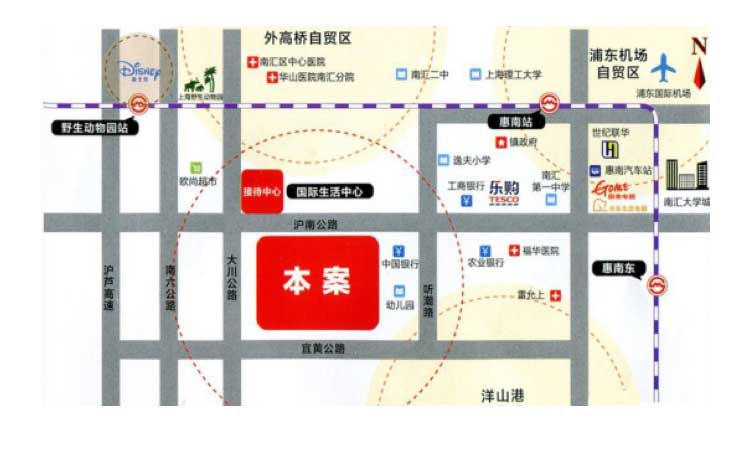 外高桥自贸区
N
南汇区中心医院
浦东机场
自贸区
DISNEY
迪士尼
华山医院南汇分院
南汇二中
上海理工大学
上海野生动物园
浦东国际机场
野生动物园站
惠南站
世纪联华
镇政府
逸夫小学
惠南汽车站
欧尚超市
接待中心
国际生活中心
工商银行
乐购
TESCO
南汇
第一中学
GOME
国美电器
南汇大学城
沪南公路
沪芦高速
南六公路
大川公路
本案
中国银行
幼儿园
听潮路
农业银行
福华医院
雷允上
惠南东
宣黄公路
洋山港